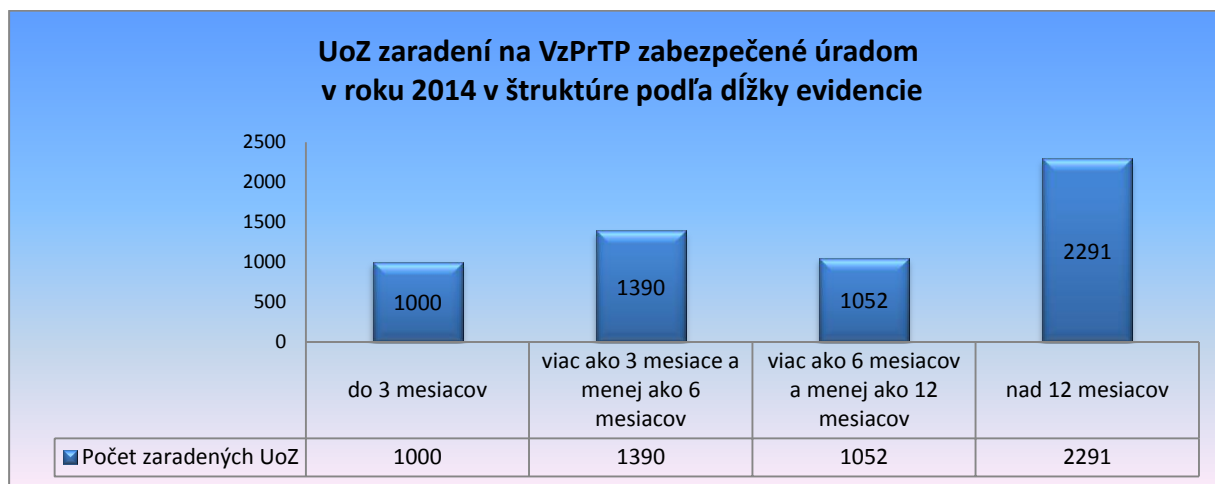 UoZ zaradení na VzPrTP zabezpečené úradom
v roku 2014 v štruktúre podľa dĺžky evidencie
2500
2000
1500
1000
500
0
1000
1390
1052
2291
do 3 mesiacov
viac ako 3 mesiace a
menej ako 6
mesiacov
viac ako 6 mesiacov
a menej ako 12
mesiacov
nad 12 mesiacov
Počet zaradených UoZ 1000 1390 1052 2291